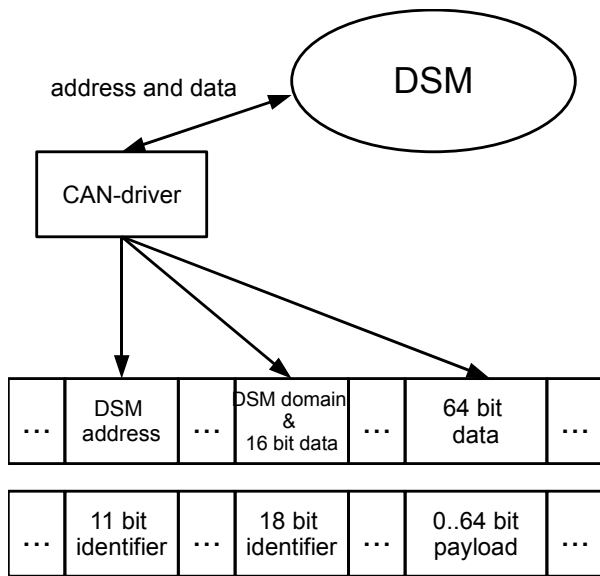 DSM
address and data
CAN-driver
... DSM address ... DSM domain & 16 bit data ... 64 bit data ...
... 11 bit identifier ... 18 bit identifier ... 0..64 bit payload ...